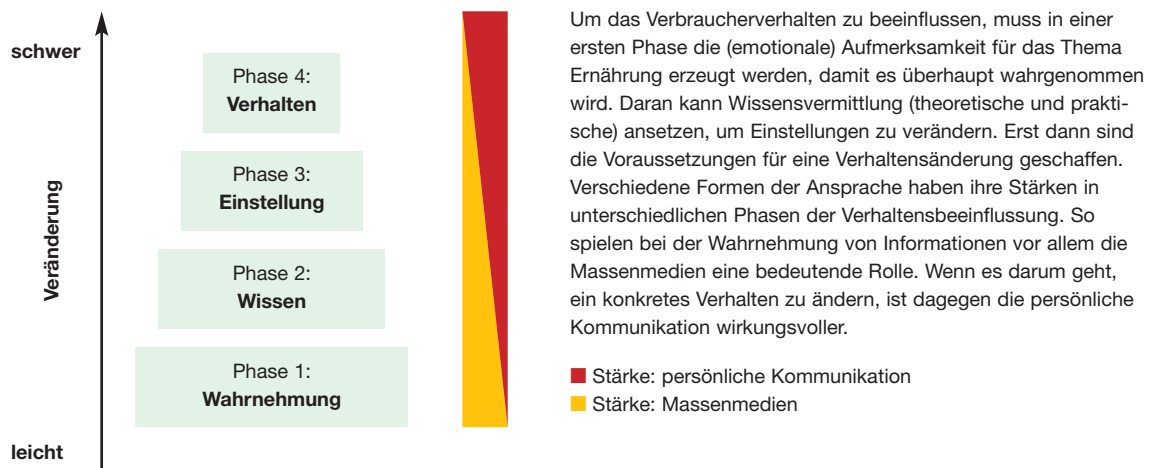 schwer
Veränderung
leicht
Phase 4:
Verhalten
Phase 3:
Einstellung
Phase 2:
Wissen
Phase 1:
Wahrnehmung
Um das Verbraucherverhalten zu beeinflussen, muss in einer
ersten Phase die (emotionale) Aufmerksamkeit für das Thema
Ernährung erzeugt werden, damit es überhaupt wahrgenommen
wird. Daran kann Wissensvermittlung (theoretische und prakti-
sche) ansetzen, um Einstellungen zu verändern. Erst dann sind
die Voraussetzungen für eine Verhaltensänderung geschaffen.
Verschiedene Formen der Ansprache haben ihre Stärken in
unterschiedlichen Phasen der Verhaltensbeeinflussung. So
spielen bei der Wahrnehmung von Informationen vor allem die
Massenmedien eine bedeutende Rolle. Wenn es darum geht,
ein konkretes Verhalten zu ändern, ist dagegen die persönliche
Kommunikation wirkungsvoller.
Stärke: persönliche Kommunikation
Stärke: Massenmedien